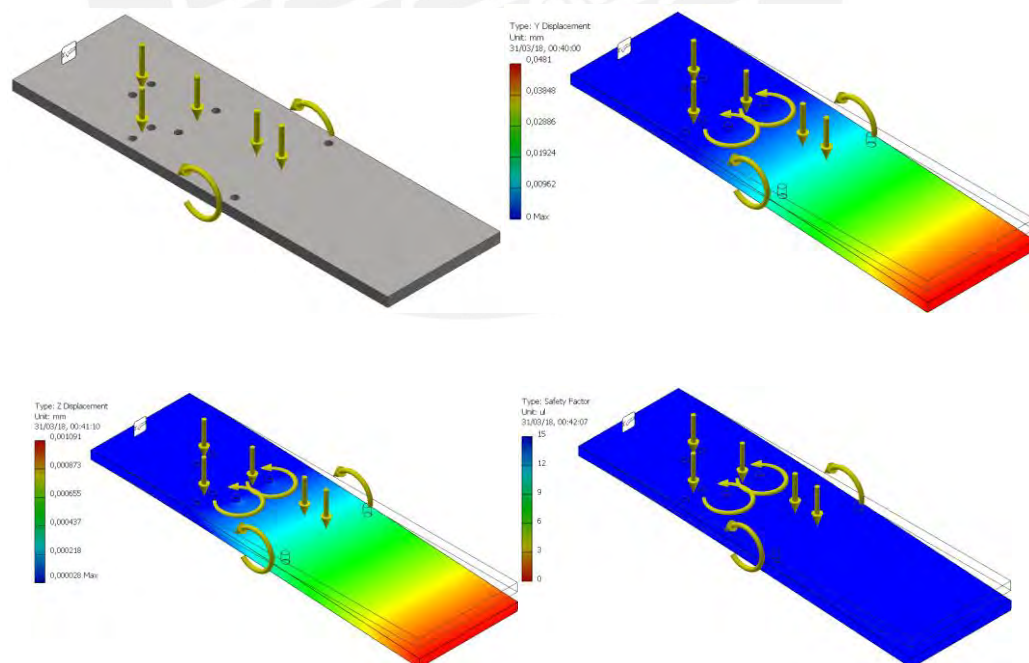 Type: Y Displacement
Unit: mm
31/03/18, 00:40:00
0,0481
0,03848
0,02886
0,01924
0,00962
0 Max
Type: Z Displacement
Unit: mm
31/03/18, 00:41:10
0,001091
0,000873
0,000655
0,000437
0,000218
0,000028 Max
Type: Safety Factor
Unit: ul
31/03/18, 00:42:07
15
12
9
6
3
0